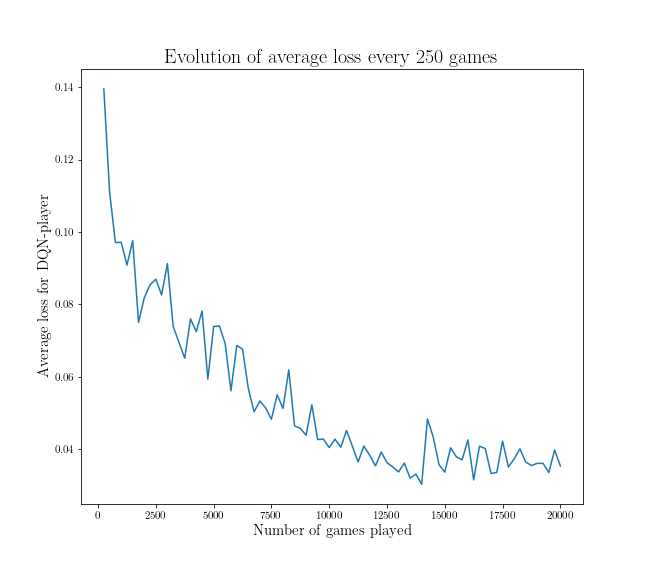 Evolution of average loss every 250 games
0.14
0.12
0.10
0.08
0.06
0.04
Average loss for DQN-player
0 2500 5000 7500 10000 12500 15000 17500 20000
Number of games played